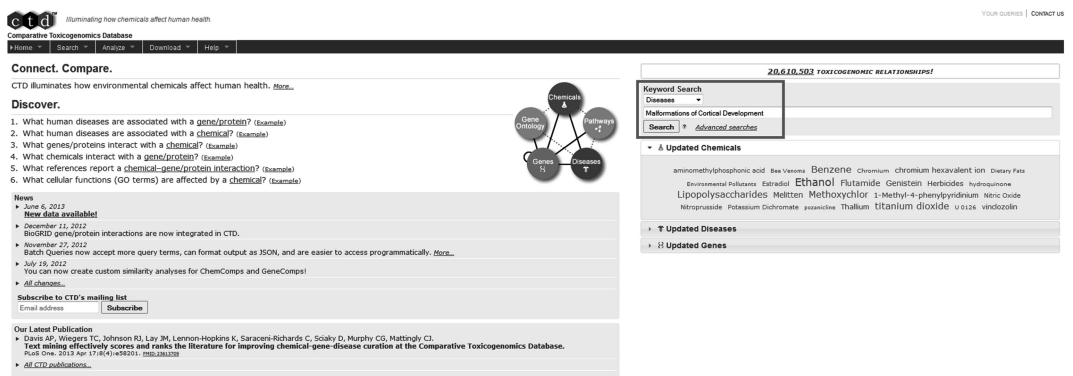 ctd
Illuminating how chemicals affect human health.
Comparative Toxicogenomics Database
YOUR QUERIES | CONTACT US
Home Search Analyze Download Help
Connect. Compare.
CTD illuminates how environmental chemicals affect human health. More...
Discover.
1. What human diseases are associated with a gene/protein? (Example)
2. What human diseases are associated with a chemical? (Example)
3. What genes/proteins interact with a chemical? (Example)
4. What chemicals interact with a gene/protein? (Example)
5. What references report a chemical–gene/protein interaction? (Example)
6. What cellular functions (GO terms) are affected by a chemical? (Example)
Chemicals
Gene
Ontology
Pathways
Genes
Diseases
News
June 6, 2013
New data available!
December 11, 2012
BioGRID gene/protein interactions are now integrated in CTD.
November 27, 2012
Batch Queries now accept more query terms, can format output as JSON, and are easier to access programmatically. More...
July 19, 2012
You can now create custom similarity analyses for ChemComps and GeneComps!
All changes...
Subscribe to CTD's mailing list
Email address Subscribe
Our Latest Publication
Davis AP, Wiegers TC, Johnson RJ, Lay JM, Lennon-Hopkins K, Saraceni-Richards C, Sciaky D, Murphy CG, Mattingly CJ.
Text mining effectively scores and ranks the literature for improving chemical-gene-disease curation at the Comparative Toxicogenomics Database.
PLoS One. 2013 Apr 17;8(4):e58201. PMID:23613709
All CTD publications...
20,610,503 TOXICOGENOMIC RELATIONSHIPS!
Keyword Search
Diseases
Malformations of Cortical Development
Search ? Advanced searches
Updated Chemicals
aminomethylphosphonic acid Bee Venoms Benzene Chromium chromium hexavalent ion Dietary Fats
Environmental Pollutants Estradiol Ethanol Flutamide Genistein Herbicides hydroquinone
Lipopolysaccharides Melitten Methoxychlor 1-Methyl-4-phenylpyridinium Nitric Oxide
Nitroprusside Potassium Dichromate pozanicline Thallium titanium dioxide U 0126 vinclozolin
Updated Diseases
Updated Genes